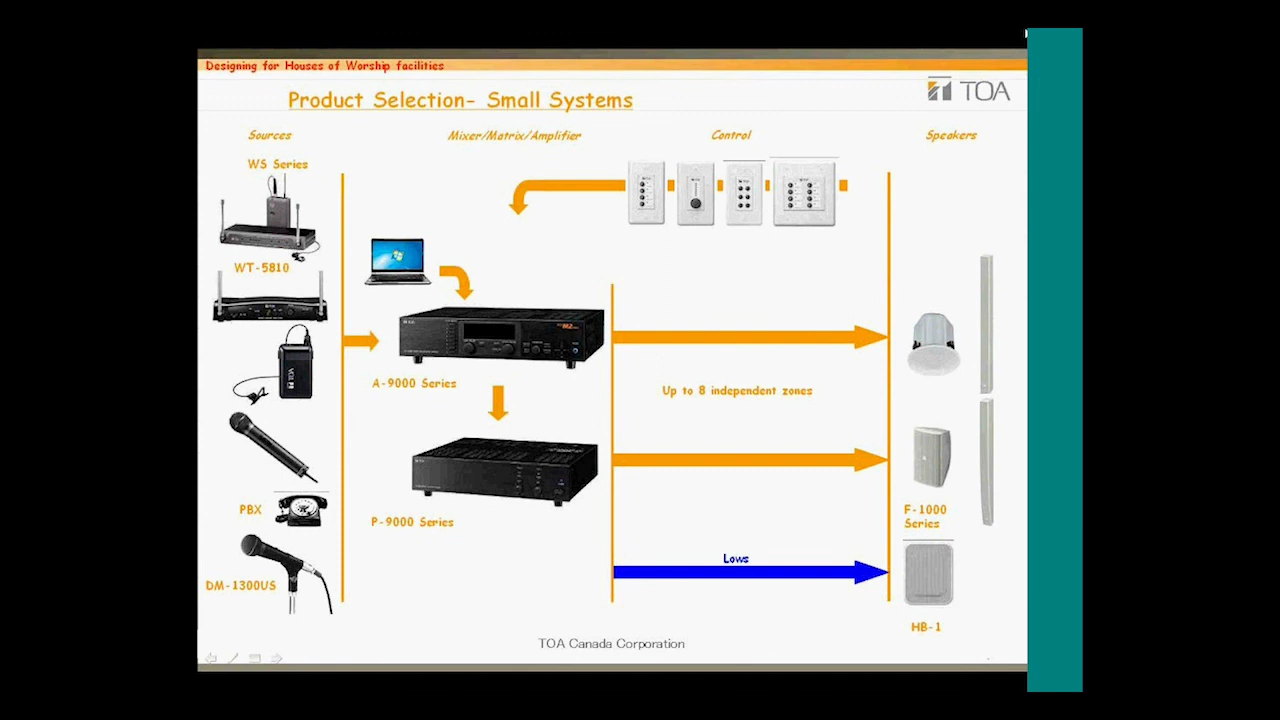 Designing for Houses of Worship facilities
Product Selection- Small Systems
TOA
Sources
Mixer/Matrix/Amplifier
Control
Speakers
WS Series
WT-5810
A-9000 Series
Up to 8 independent zones
PBX
P-9000 Series
F-1000
Series
Lows
DM-1300US
HB-1
TOA Canada Corporation